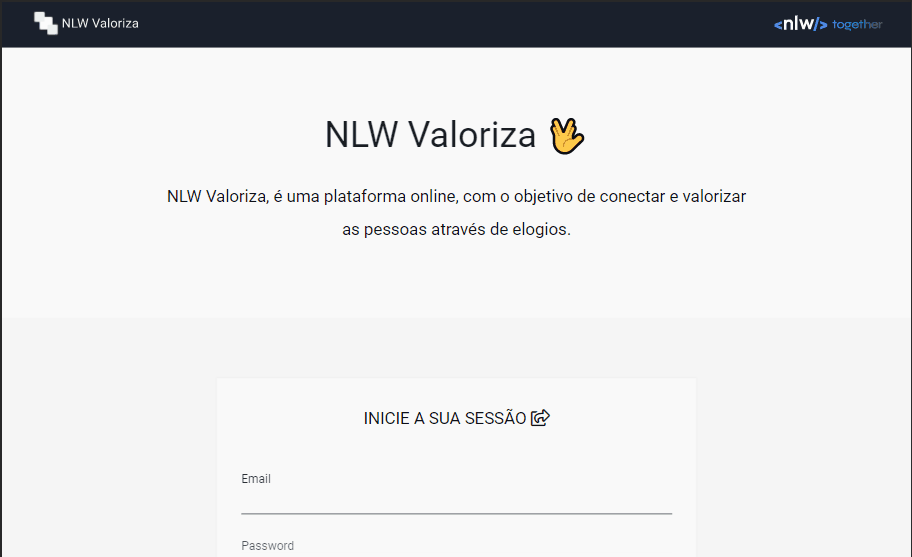 NLW Valoriza
<nlw/> together
NLW Valoriza 🖖
NLW Valoriza, é uma plataforma online, com o objetivo de conectar e valorizar
as pessoas através de elogios.
INICIE A SUA SESSÃO
Email
Password